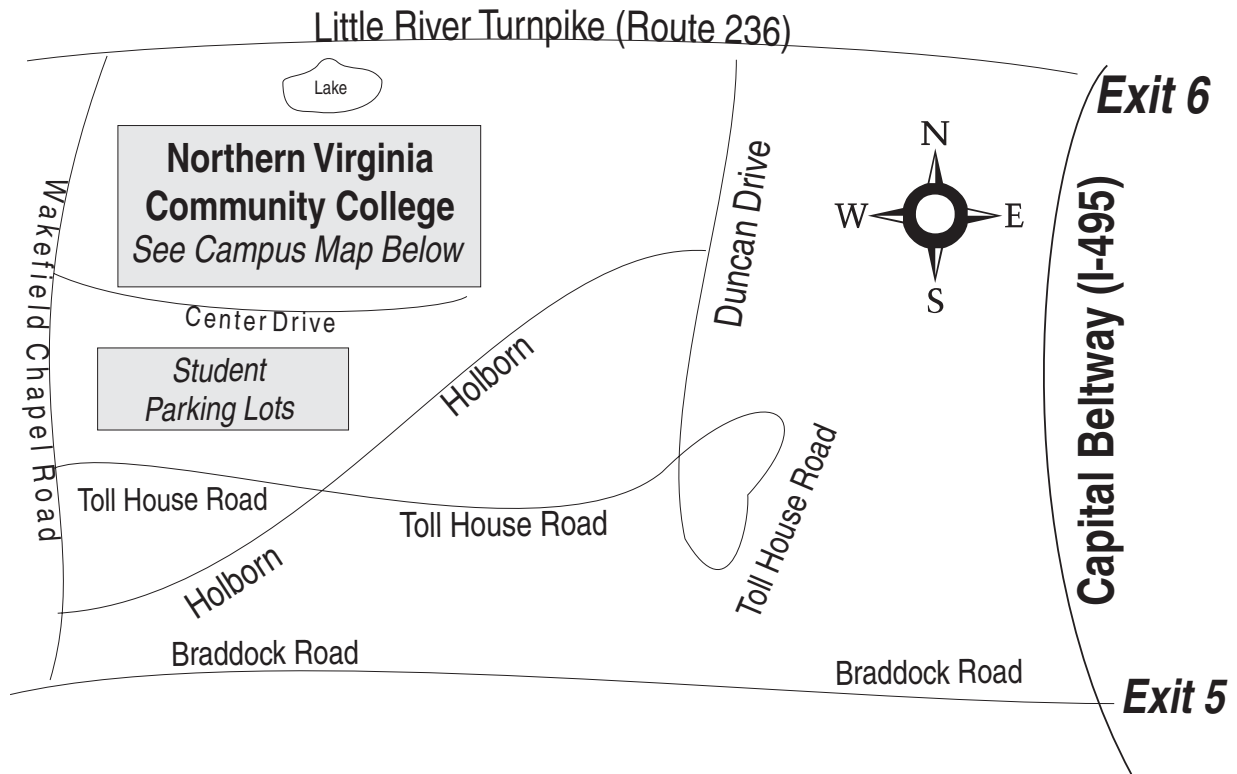 Little River Turnpike (Route 236)
Lake
Exit 6
Northern Virginia
Community College
See Campus Map Below
N
W
E
S
Wakefield Chapel Road
Duncan Drive
Capital Beltway (I-495)
Center Drive
Holborn
Student
Parking Lots
Toll House Road
Toll House Road
Toll House Road
Holborn
Braddock Road
Braddock Road
Exit 5